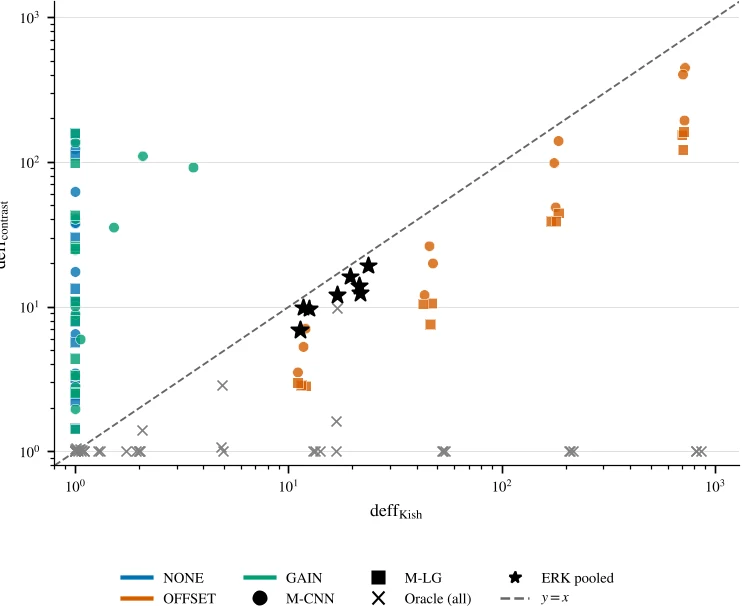 10³
10²
10¹
10⁰
deff_contrast
10⁰ 10¹ 10² 10³
deff_Kish
NONE GAIN M-LG ERK pooled
OFFSET M-CNN Oracle (all) y = x